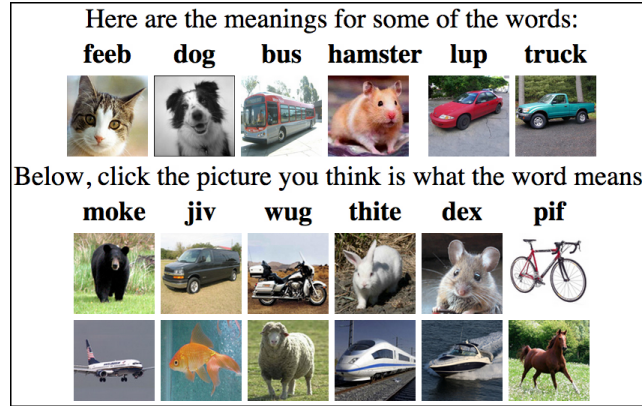 Here are the meanings for some of the words:
feeb dog bus hamster lup truck
Below, click the picture you think is what the word means
moke jiv wug thite dex pif